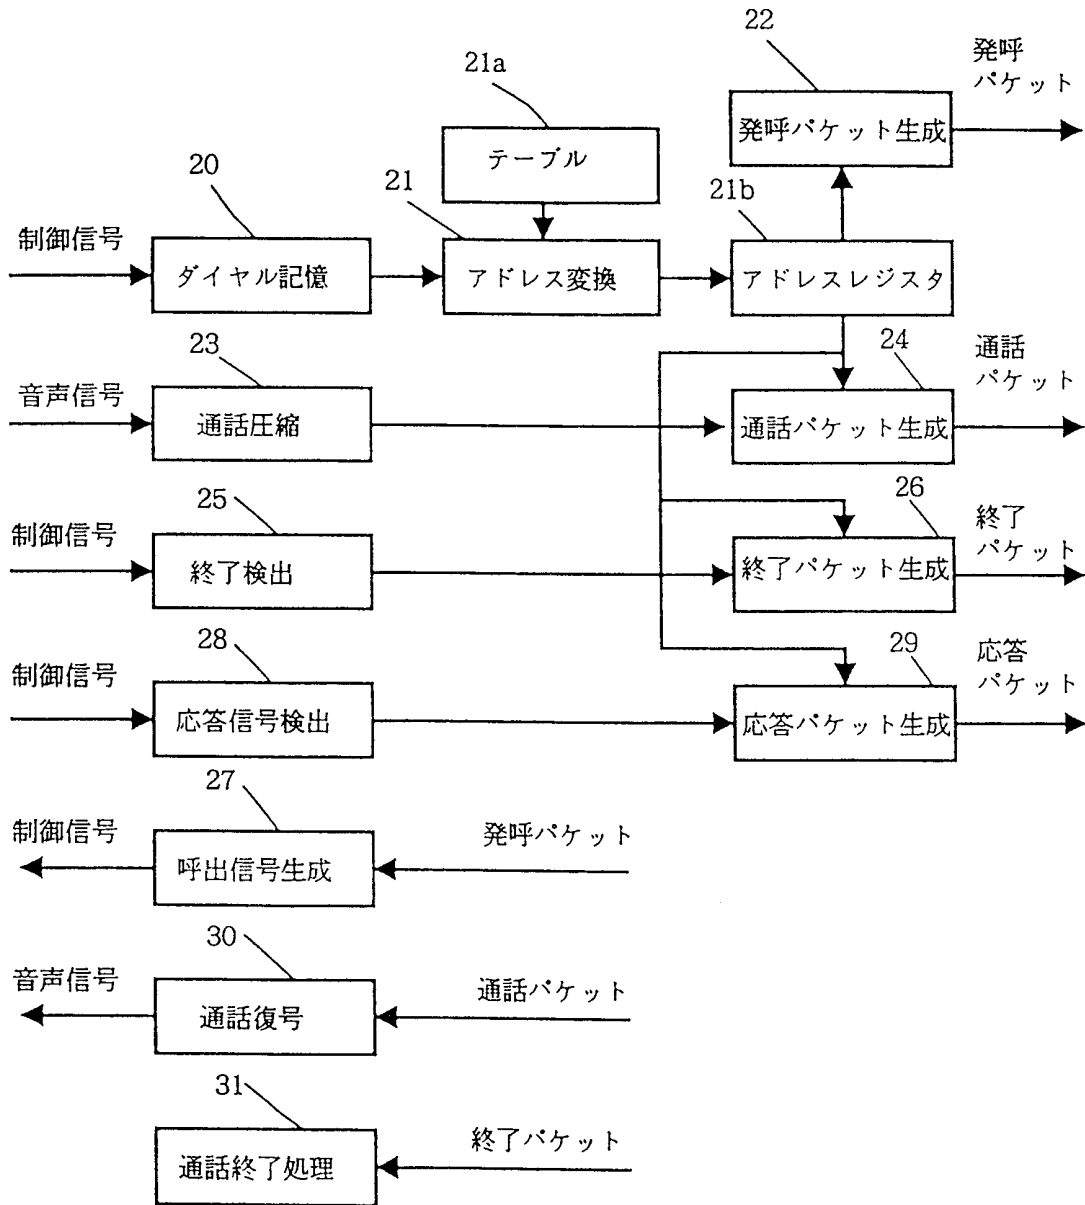 22
発呼
パケット
21a
発呼パケット生成
テーブル
20
21
21b
制御信号
ダイヤル記憶
アドレス変換
アドレスレジスタ
23
24
通話
パケット
音声信号
通話圧縮
通話パケット生成
25
26
終了
パケット
制御信号
終了検出
終了パケット生成
28
29
応答
パケット
制御信号
応答信号検出
応答パケット生成
27
制御信号
呼出信号生成
発呼パケット
30
音声信号
通話復号
通話パケット
31
通話終了処理
終了パケット